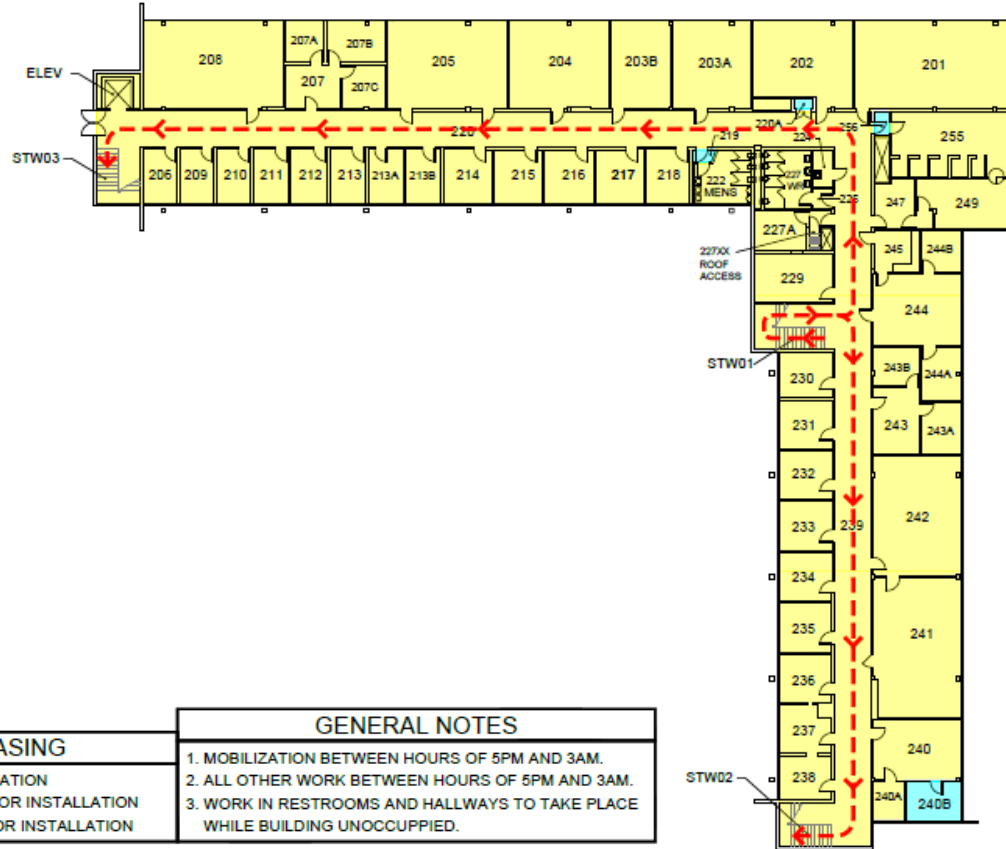 207A
207B
208
205
204
203B
203A
202
201
207
207C
ELEV
220
219
220A
224
256
255
STW03
206
209
210
211
212
213
213A
213B
214
215
216
217
218
222
MENS
227
WR
225
247
249
227A
245
244B
227XX
ROOF
ACCESS
229
244
STW01
230
243B
244A
231
243
243A
232
242
233
239
234
235
241
236
237
240
STW02
238
240A
240B
ASING
ATION
OR INSTALLATION
OR INSTALLATION
GENERAL NOTES
1. MOBILIZATION BETWEEN HOURS OF 5PM AND 3AM.
2. ALL OTHER WORK BETWEEN HOURS OF 5PM AND 3AM.
3. WORK IN RESTROOMS AND HALLWAYS TO TAKE PLACE
WHILE BUILDING UNOCCUPPIED.